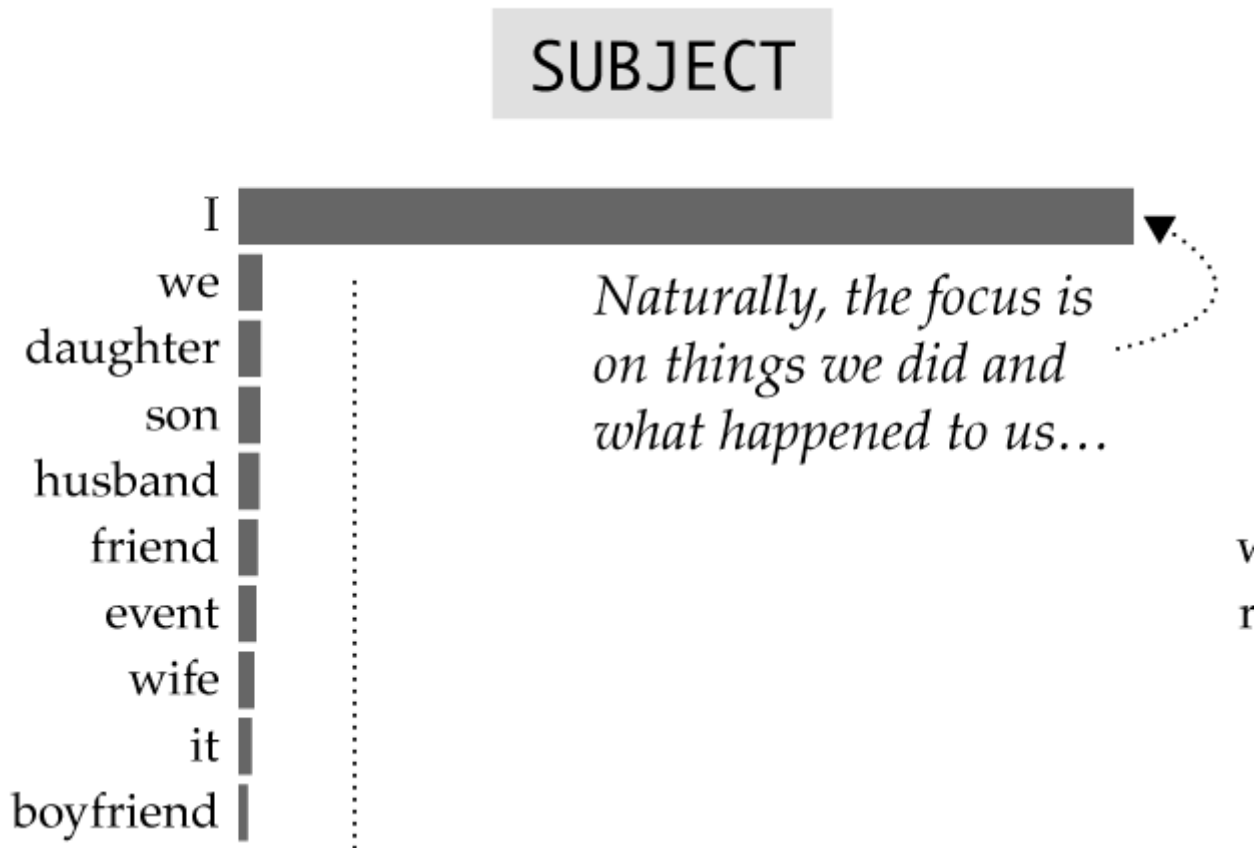 SUBJECT
I
we
daughter
son
husband
friend
event
wife
it
boyfriend
Naturally, the focus is
on things we did and
what happened to us…